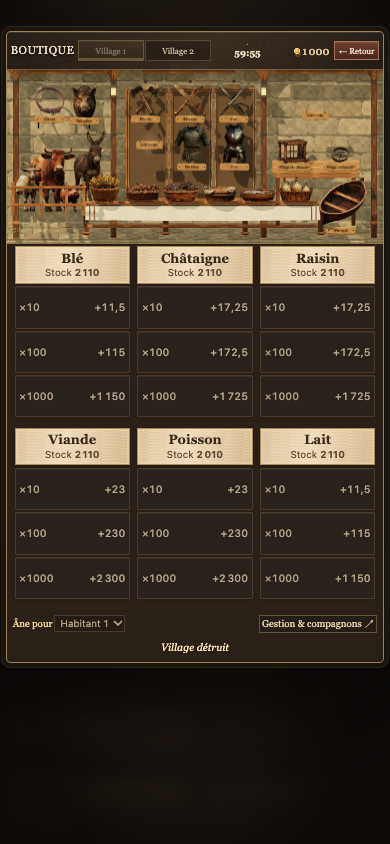 BOUTIQUE
Village 1
Village 2
59:55
1000
← Retour
Blé
Stock 2 110
Châtaigne
Stock 2 110
Raisin
Stock 2 110
×10 +11,5
×10 +17,25
×10 +17,25
×100 +115
×100 +172,5
×100 +172,5
×1000 +1 150
×1000 +1 725
×1000 +1 725
Viande
Stock 2 110
Poisson
Stock 2 010
Lait
Stock 2 110
×10 +23
×10 +23
×10 +11,5
×100 +230
×100 +230
×100 +115
×1000 +2 300
×1000 +2 300
×1000 +1 150
Âne pour Habitant 1
Gestion & compagnons ↗
Village détruit